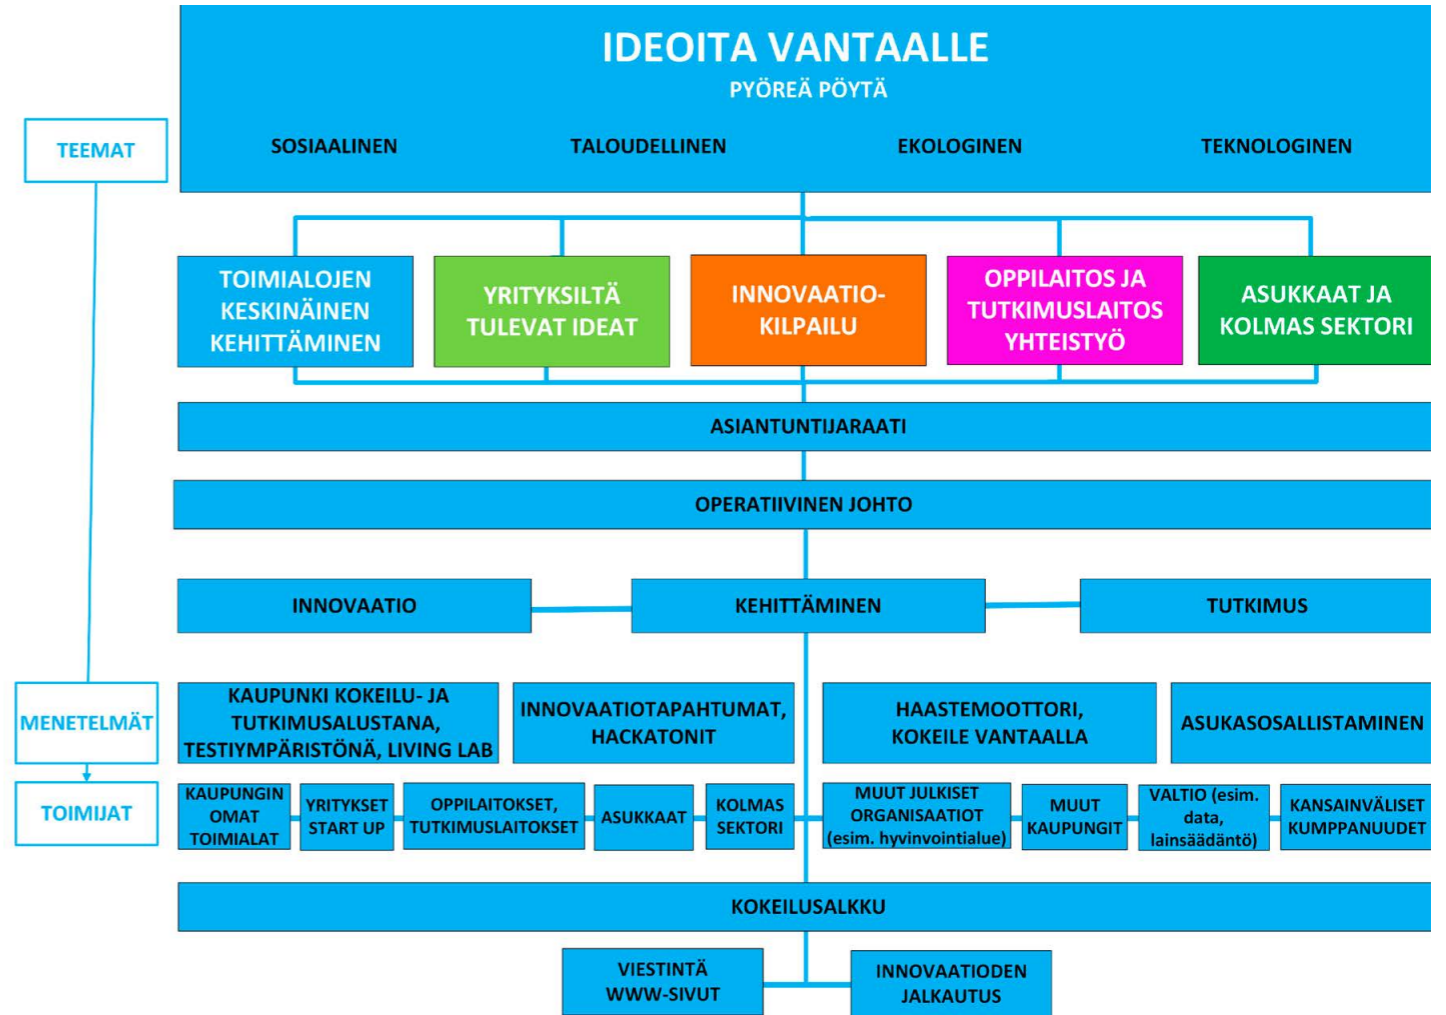 IDEOITA VANTAALLE
PYÖREÄ PÖYTÄ
TEEMAT
SOSIAALINEN
TALOUDELLINEN
EKOLOGINEN
TEKNOLOGINEN
TOIMIALOJEN
KESKINÄINEN
KEHITTÄMINEN
YRITYKSILTÄ
TULEVAT IDEAT
INNOVAATIO-
KILPAILU
OPPILAITOS JA
TUTKIMUSLAITOS
YHTEISTYÖ
ASUKKAAT JA
KOLMAS SEKTORI
ASIANTUNTIJARAATI
OPERATIIVINEN JOHTO
INNOVAATIO
KEHITTÄMINEN
TUTKIMUS
MENETELMÄT
KAUPUNKI KOKEILU- JA
TUTKIMUSALUSTANA,
TESTIYMPÄRISTÖNÄ, LIVING LAB
INNOVAATIOTAPAHTUMAT,
HACKATONIT
HAASTEMOOTTORI,
KOKEILE VANTAALLA
ASUKASOSALLISTAMINEN
TOIMIJAT
KAUPUNGIN
OMAT
TOIMIALAT
YRITYKSET
START UP
OPPILAITOKSET,
TUTKIMUSLAITOKSET
ASUKKAAT
KOLMAS
SEKTORI
MUUT JULKISET
ORGANISAATIOT
(esim. hyvinvointialue)
MUUT
KAUPUNGIT
VALTIO (esim.
data,
lainsäädäntö)
KANSAINVÄLISET
KUMPPANUUDET
KOKEILUSALKKU
VIESTINTÄ
WWW-SIVUT
INNOVAATIODEN
JALKAUTUS